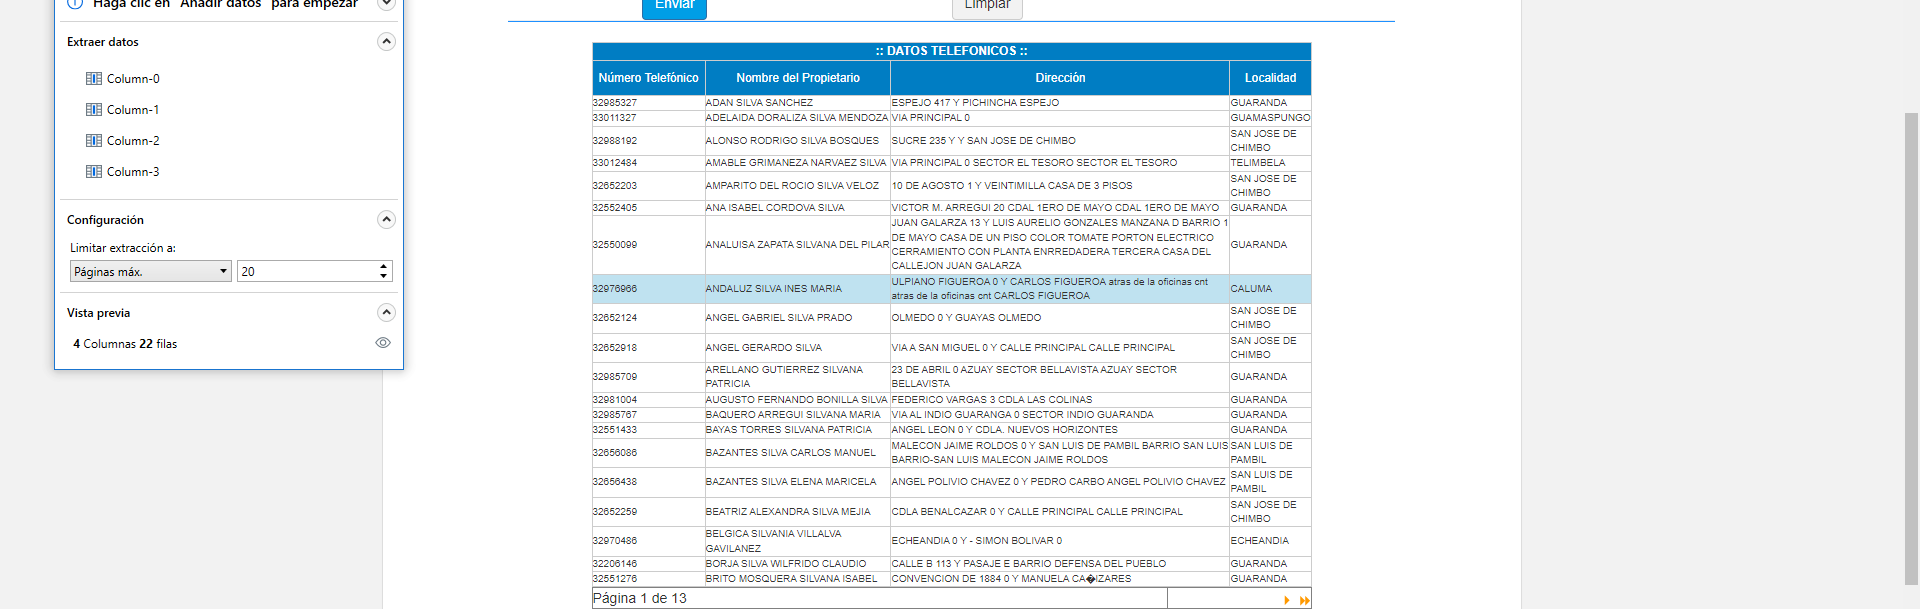 Haga clic en "Añadir datos" para empezar
Extraer datos
Column-0
Column-1
Column-2
Column-3
Configuración
Limitar extracción a:
Páginas máx. 20
Vista previa
4 Columnas 22 filas
Enviar Limpiar
:: DATOS TELEFONICOS ::
Número Telefónico Nombre del Propietario Dirección Localidad
32985327 ADAN SILVA SANCHEZ ESPEJO 417 Y PICHINCHA ESPEJO GUARANDA
33011327 ADELAIDA DORALIZA SILVA MENDOZA VIA PRINCIPAL 0 GUAMASPUNGO
32988192 ALONSO RODRIGO SILVA BOSQUES SUCRE 235 Y Y SAN JOSE DE CHIMBO SAN JOSE DE
CHIMBO
33012484 AMABLE GRIMANEZA NARVAEZ SILVA VIA PRINCIPAL 0 SECTOR EL TESORO SECTOR EL TESORO TELIMBELA
32652203 AMPARITO DEL ROCIO SILVA VELOZ 10 DE AGOSTO 1 Y VEINTIMILLA CASA DE 3 PISOS SAN JOSE DE
CHIMBO
32552405 ANA ISABEL CORDOVA SILVA VICTOR M. ARREGUI 20 CDAL 1ERO DE MAYO CDAL 1ERO DE MAYO GUARANDA
32550099 ANALUISA ZAPATA SILVANA DEL PILAR JUAN GALARZA 13 Y LUIS AURELIO GONZALES MANZANA D BARRIO 1
DE MAYO CASA DE UN PISO COLOR TOMATE PORTON ELECTRICO
CERRAMIENTO CON PLANTA ENRREDADERA TERCERA CASA DEL
CALLEJON JUAN GALARZA GUARANDA
32976966 ANDALUZ SILVA INES MARIA ULPIANO FIGUEROA 0 Y CARLOS FIGUEROA atras de la oficinas cnt
atras de la oficinas cnt CARLOS FIGUEROA CALUMA
32652124 ANGEL GABRIEL SILVA PRADO OLMEDO 0 Y GUAYAS OLMEDO SAN JOSE DE
CHIMBO
32652918 ANGEL GERARDO SILVA VIA A SAN MIGUEL 0 Y CALLE PRINCIPAL CALLE PRINCIPAL SAN JOSE DE
CHIMBO
32985709 ARELLANO GUTIERREZ SILVANA
PATRICIA 23 DE ABRIL 0 AZUAY SECTOR BELLAVISTA AZUAY SECTOR
BELLAVISTA GUARANDA
32981004 AUGUSTO FERNANDO BONILLA SILVA FEDERICO VARGAS 3 CDLA LAS COLINAS GUARANDA
32985767 BAQUERO ARREGUI SILVANA MARIA VIA AL INDIO GUARANGA 0 SECTOR INDIO GUARANDA GUARANDA
32551433 BAYAS TORRES SILVANA PATRICIA ANGEL LEON 0 Y CDLA. NUEVOS HORIZONTES GUARANDA
32656086 BAZANTES SILVA CARLOS MANUEL MALECON JAIME ROLDOS 0 Y SAN LUIS DE PAMBIL BARRIO SAN LUIS
BARRIO-SAN LUIS MALECON JAIME ROLDOS SAN LUIS DE
PAMBIL
32656438 BAZANTES SILVA ELENA MARICELA ANGEL POLIVIO CHAVEZ 0 Y PEDRO CARBO ANGEL POLIVIO CHAVEZ SAN LUIS DE
PAMBIL
32652259 BEATRIZ ALEXANDRA SILVA MEJIA CDLA BENALCAZAR 0 Y CALLE PRINCIPAL CALLE PRINCIPAL SAN JOSE DE
CHIMBO
32970486 BELGICA SILVANIA VILLALVA
GAVILANEZ ECHEANDIA 0 Y - SIMON BOLIVAR 0 ECHEANDIA
32206146 BORJA SILVA WILFRIDO CLAUDIO CALLE B 113 Y PASAJE E BARRIO DEFENSA DEL PUEBLO GUARANDA
32551276 BRITO MOSQUERA SILVANA ISABEL CONVENCION DE 1884 0 Y MANUELA CA�IZARES GUARANDA
Página 1 de 13